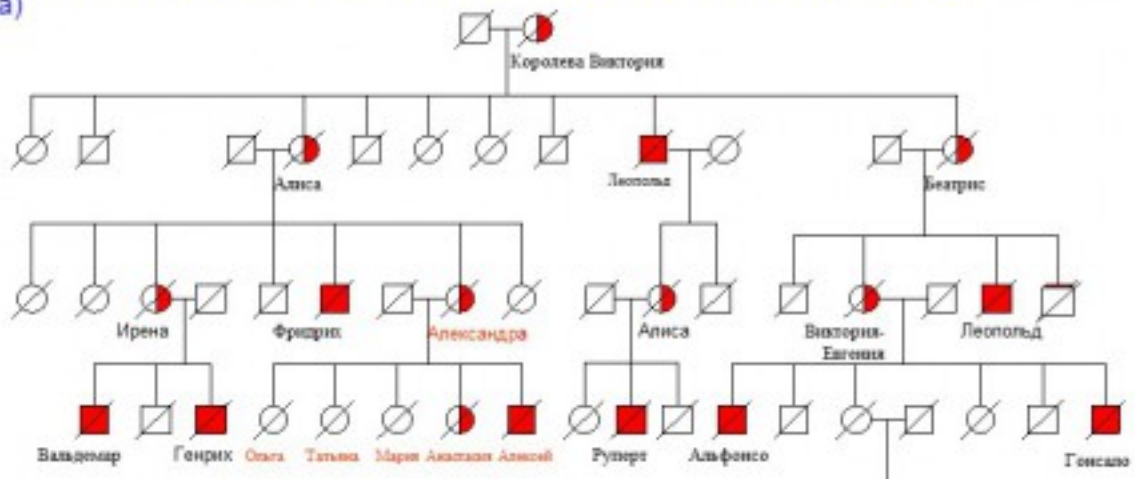 а)
Королева Виктория
Алиса
Леопольд
Беатрис
Ирена
Фридрих
Александра
Алиса
Виктория-
Евгения
Леопольд
Вальдемар
Генрих
Ольга
Татьяна
Мария
Анастасия
Алексей
Руперт
Альфонсо
Гонсало